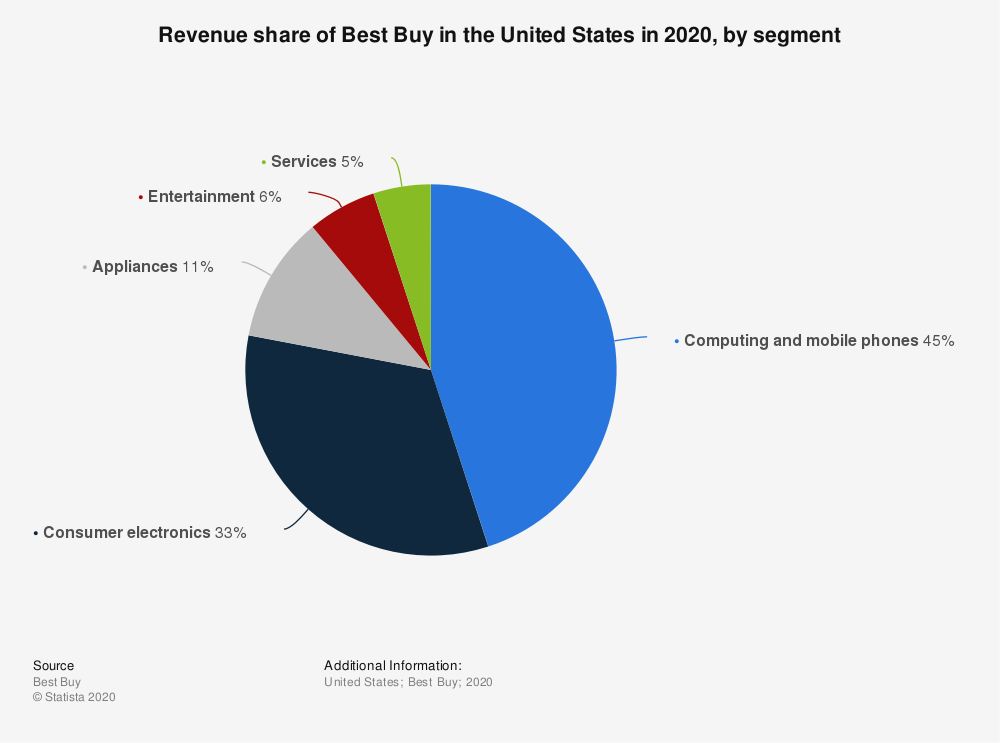 Revenue share of Best Buy in the United States in 2020, by segment
Services 5%
Entertainment 6%
Appliances 11%
Computing and mobile phones 45%
Consumer electronics 33%
Source
Best Buy
© Statista 2020
Additional Information:
United States; Best Buy; 2020